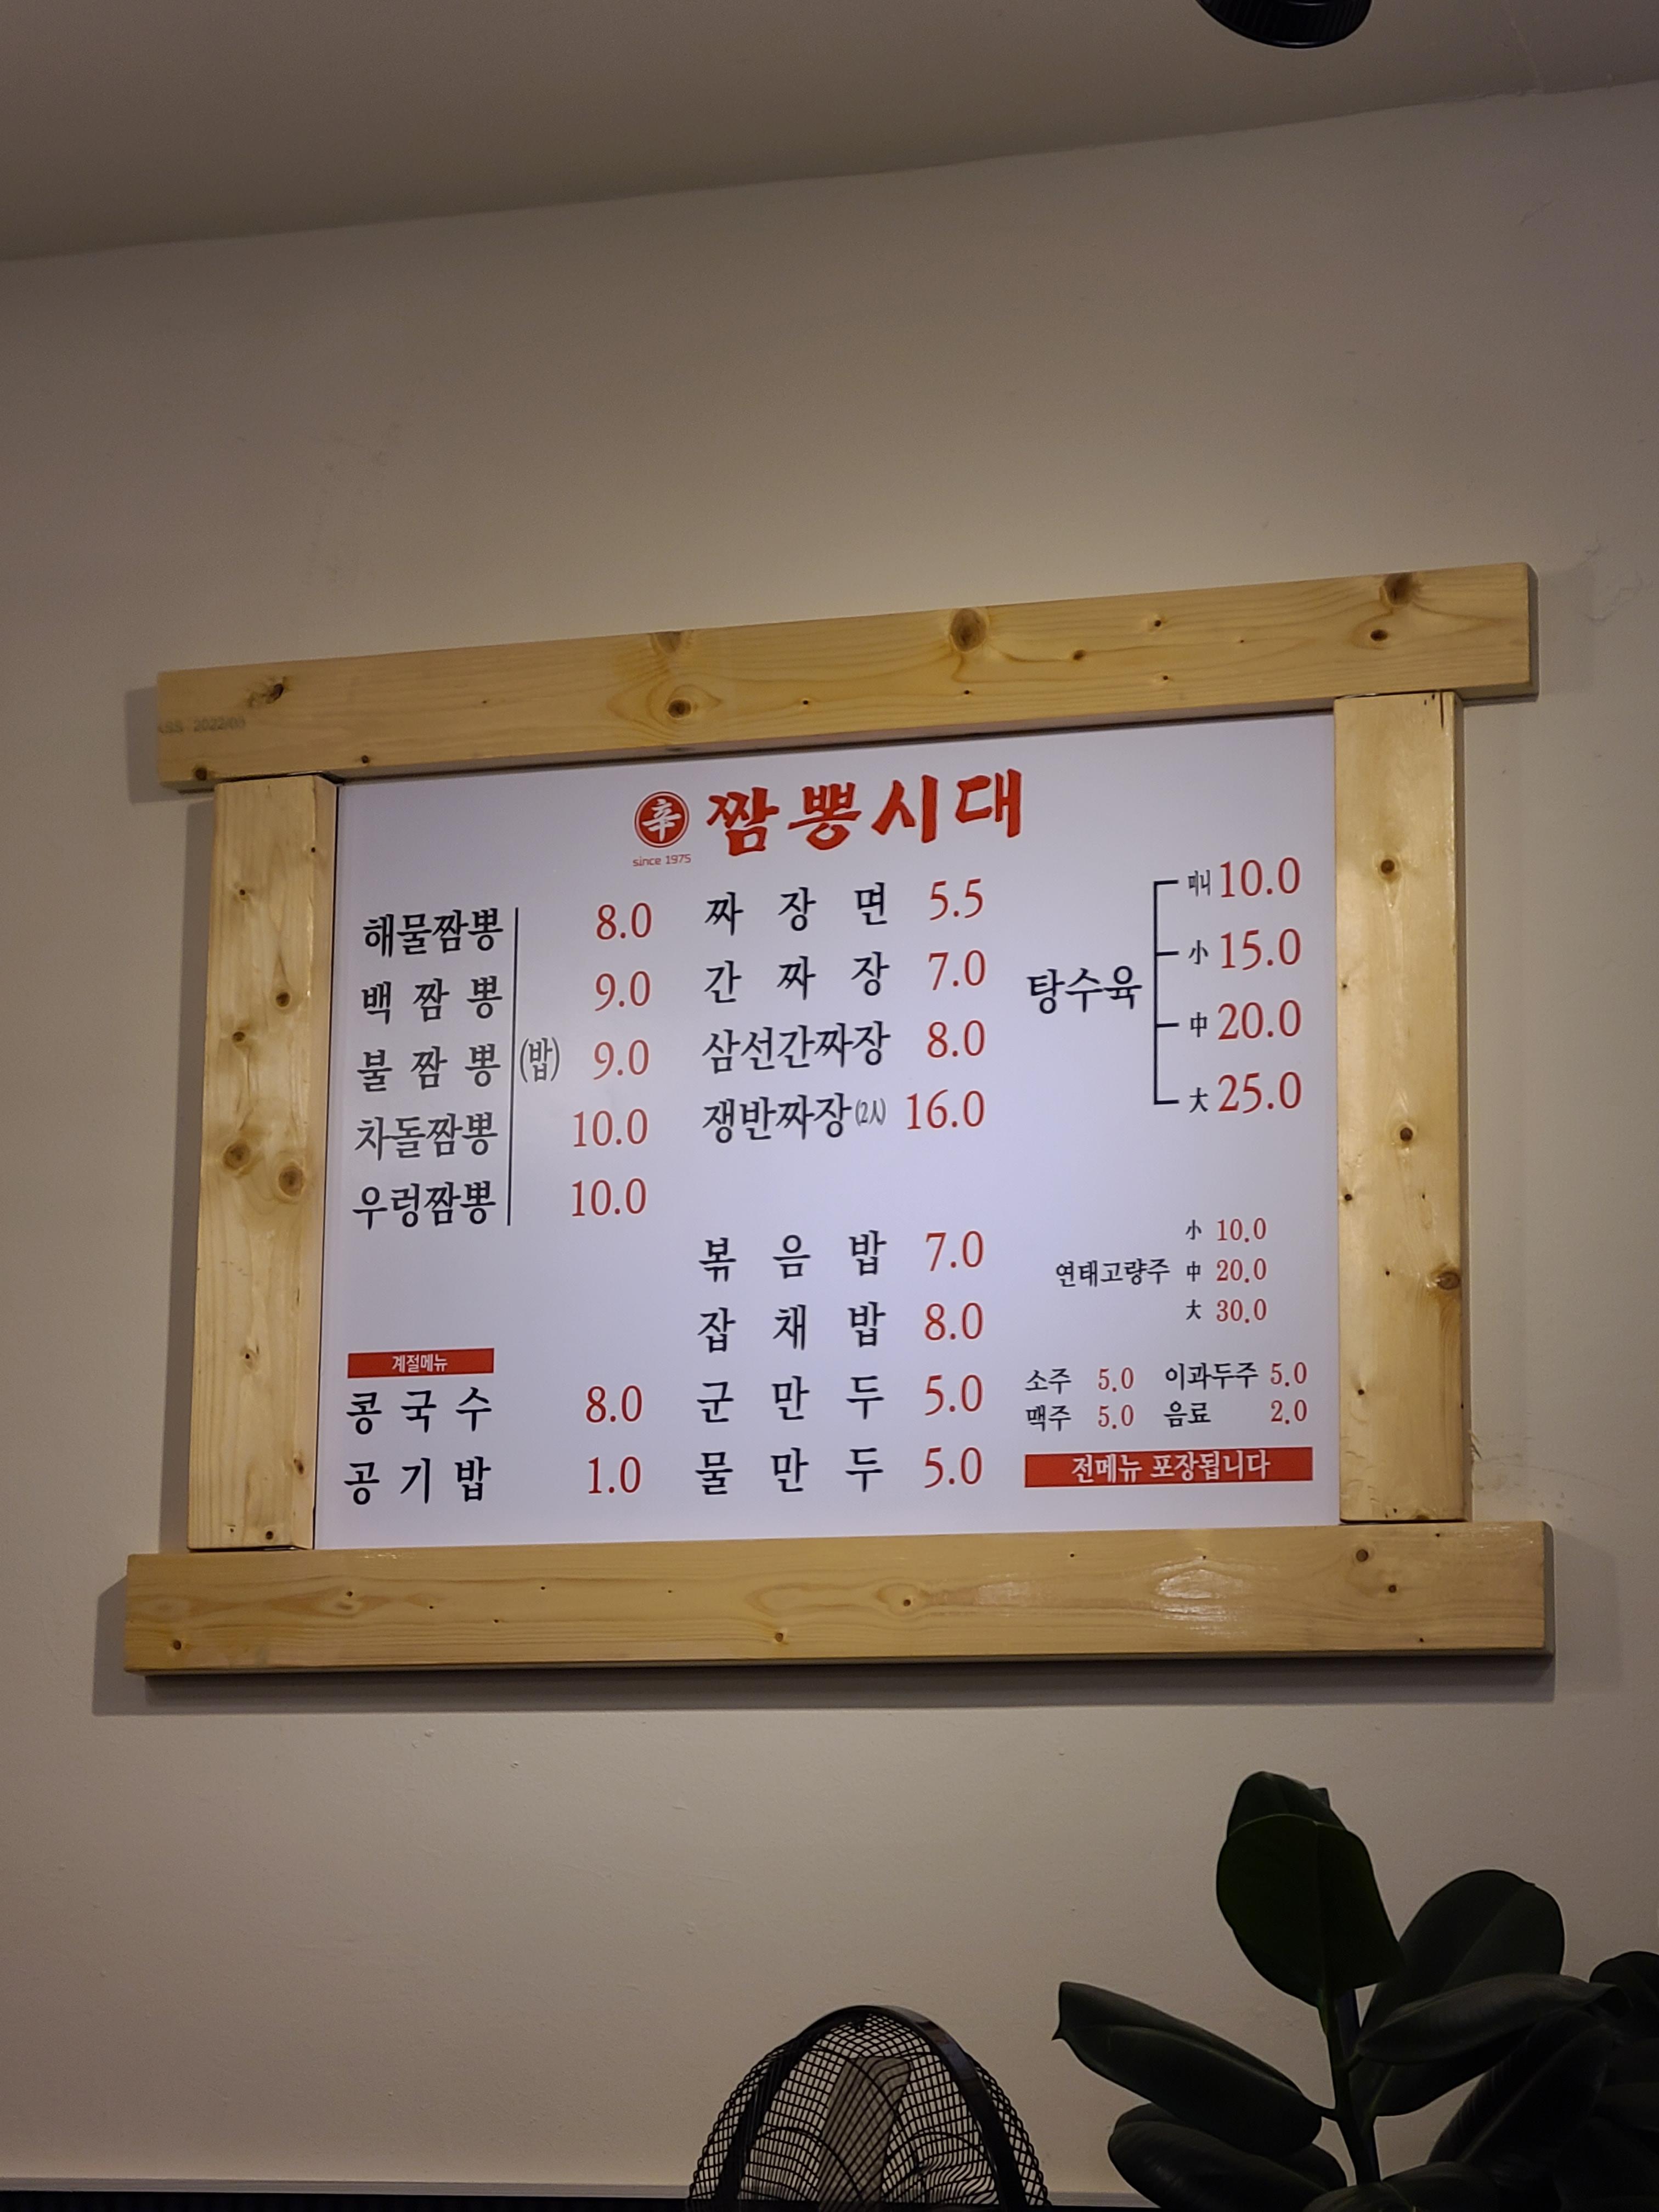 KSS 2022/03
辛 짬뽕시대
since 1975
해물짬뽕 8.0
백짬뽕 9.0
불짬뽕 (밥) 9.0
차돌짬뽕 10.0
우렁짬뽕 10.0
계절메뉴
콩국수 8.0
공기밥 1.0
짜장면 5.5
간짜장 7.0
삼선간짜장 8.0
쟁반짜장(2人) 16.0
볶음밥 7.0
잡채밥 8.0
군만두 5.0
물만두 5.0
탕수육
미니 10.0
小 15.0
中 20.0
大 25.0
연태고량주
小 10.0
中 20.0
大 30.0
소주 5.0 이과두주 5.0
맥주 5.0 음료 2.0
전메뉴 포장됩니다